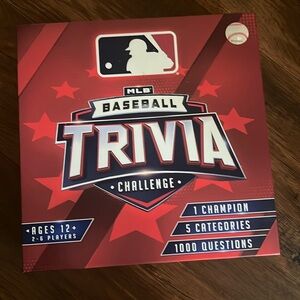 MLB
BASEBALL
TRIVIA
• CHALLENGE •
AGES 12+
2-6 PLAYERS
1 CHAMPION
5 CATEGORIES
1000 QUESTIONS